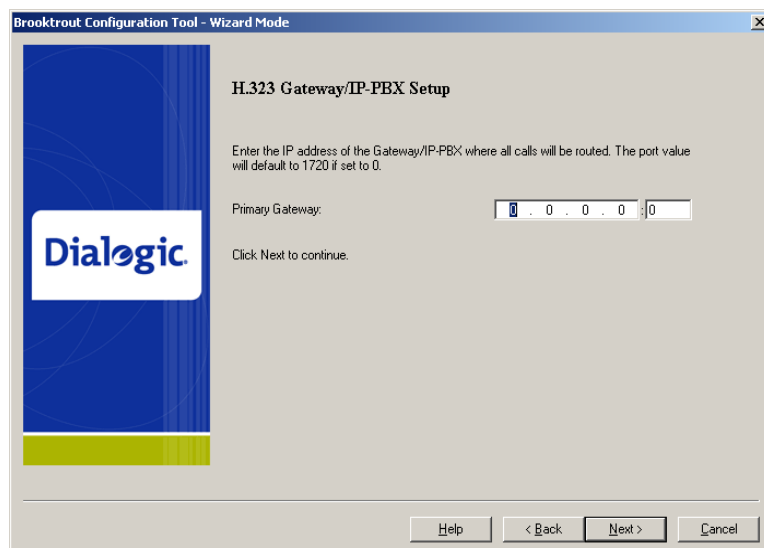 Brooktrout Configuration Tool - Wizard Mode
H.323 Gateway/IP-PBX Setup
Enter the IP address of the Gateway/IP-PBX where all calls will be routed. The port value
will default to 1720 if set to 0.
Primary Gateway: 0 . 0 . 0 . 0 : 0
Dialogic.
Click Next to continue.
Help < Back Next > Cancel